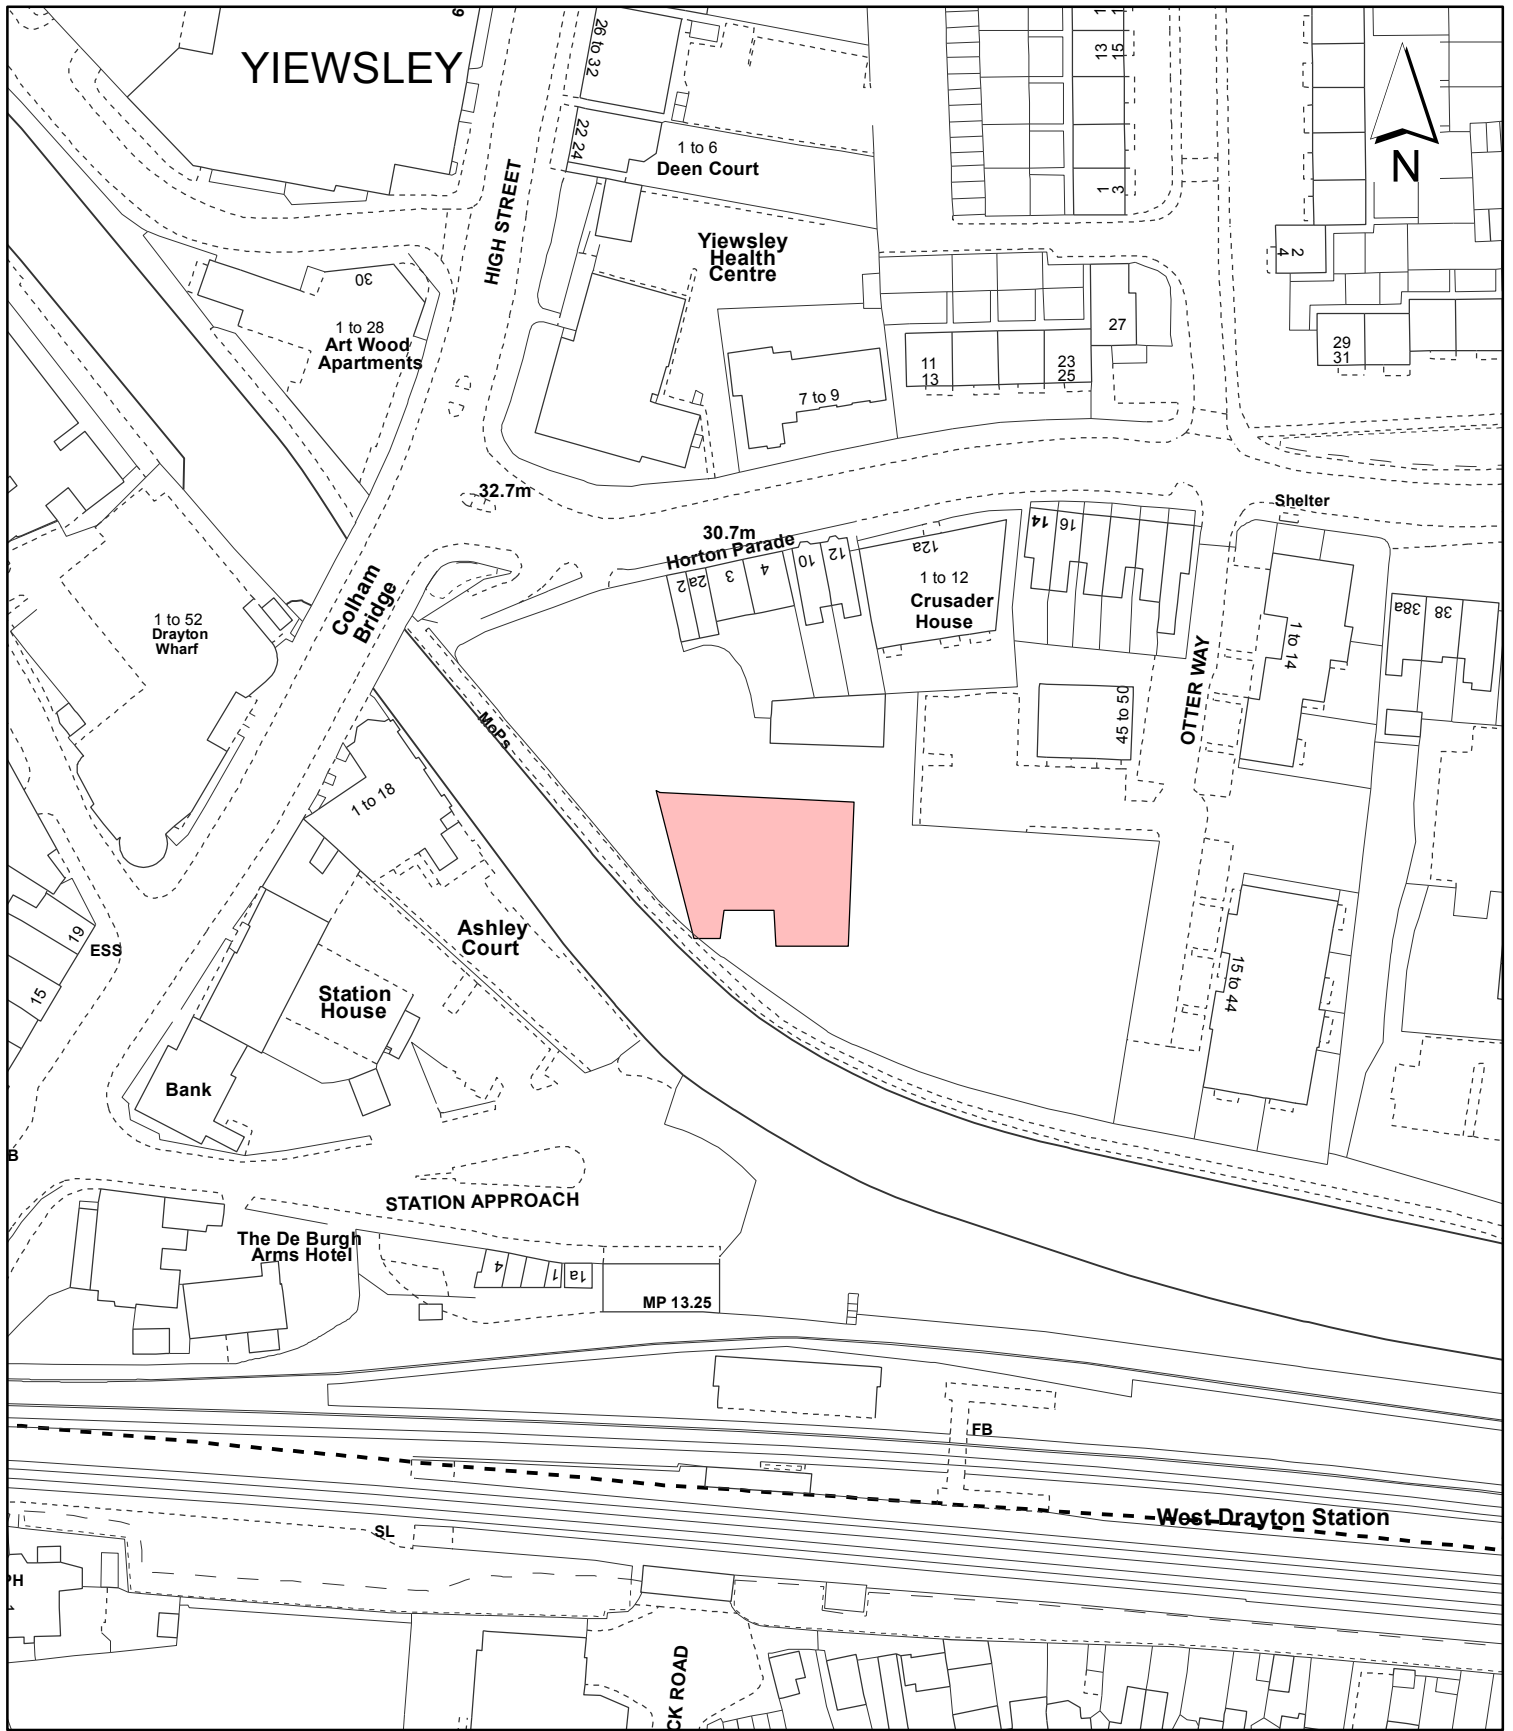 YIEWSLEY
26 to 32
13
15
N
22 24
1 to 6
Deen Court
1
3
HIGH STREET
Yiewsley
Health
Centre
2
4
30
1 to 28
Art Wood
Apartments
27
29
31
11
13
23
25
7 to 9
32.7m
Shelter
30.7m
Horton Parade
2
2a
3
4
10
12
12a
14
16
1 to 12
Crusader
House
38a
38
Colham
Bridge
1 to 52
Drayton
Wharf
1 to 14
OTTER WAY
45 to 50
MoPs
1 to 18
Ashley
Court
19
ESS
15
15 to 44
Station
House
Bank
B
STATION APPROACH
The De Burgh
Arms Hotel
4
1
1a
MP 13.25
FB
West Drayton Station
SL
PH
CK ROAD